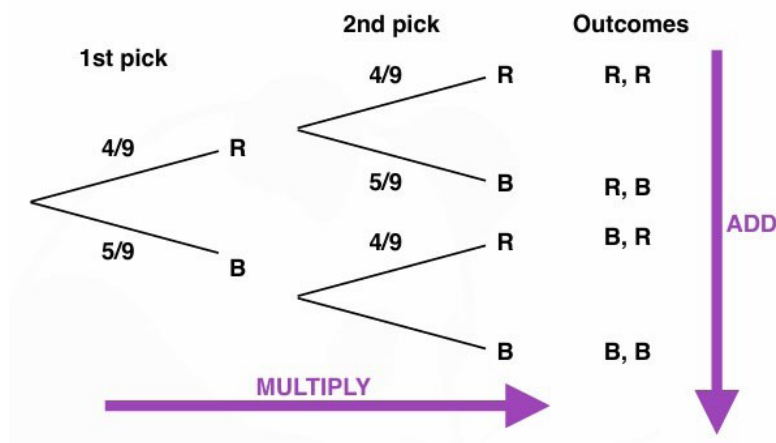 2nd pick
Outcomes
1st pick
4/9
R
R, R
4/9
R
5/9
B
R, B
5/9
B
4/9
R
B, R
B
B, B
ADD
MULTIPLY